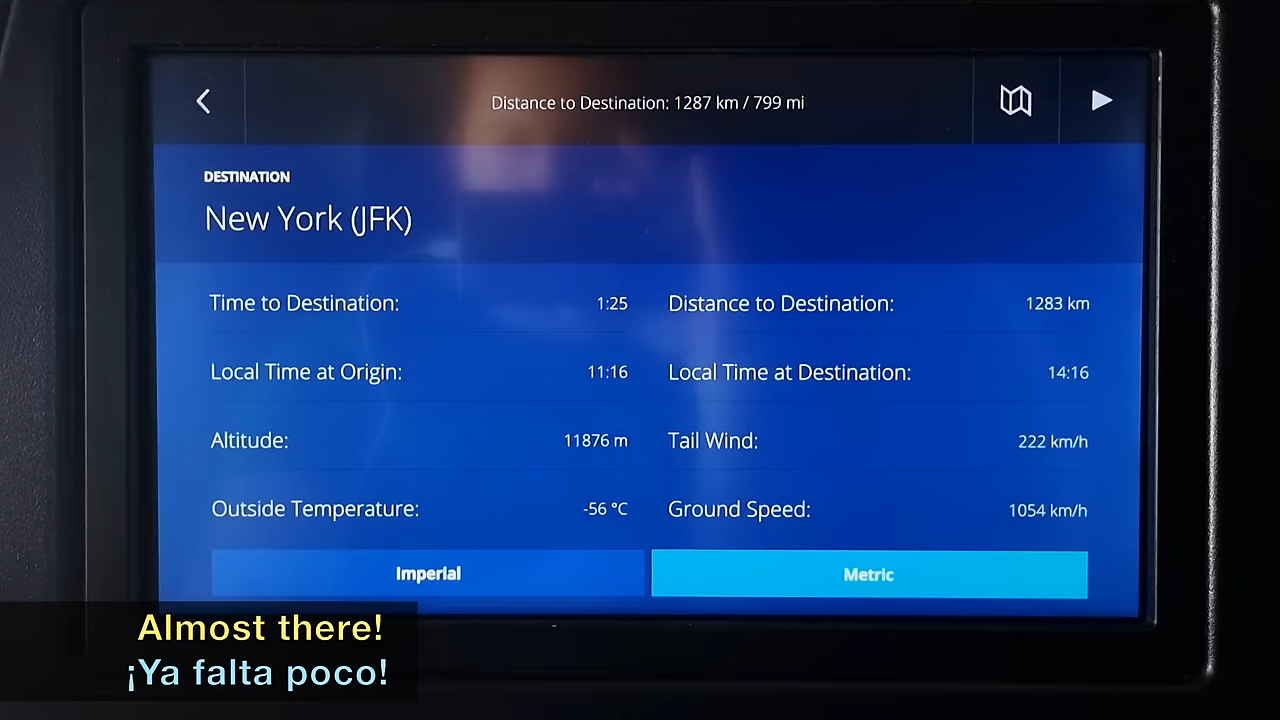 Distance to Destination: 1287 km / 799 mi
DESTINATION
New York (JFK)
Time to Destination: 1:25 Distance to Destination: 1283 km
Local Time at Origin: 11:16 Local Time at Destination: 14:16
Altitude: 11876 m Tail Wind: 222 km/h
Outside Temperature: -56 °C Ground Speed: 1054 km/h
Imperial Metric
Almost there!
¡Ya falta poco!